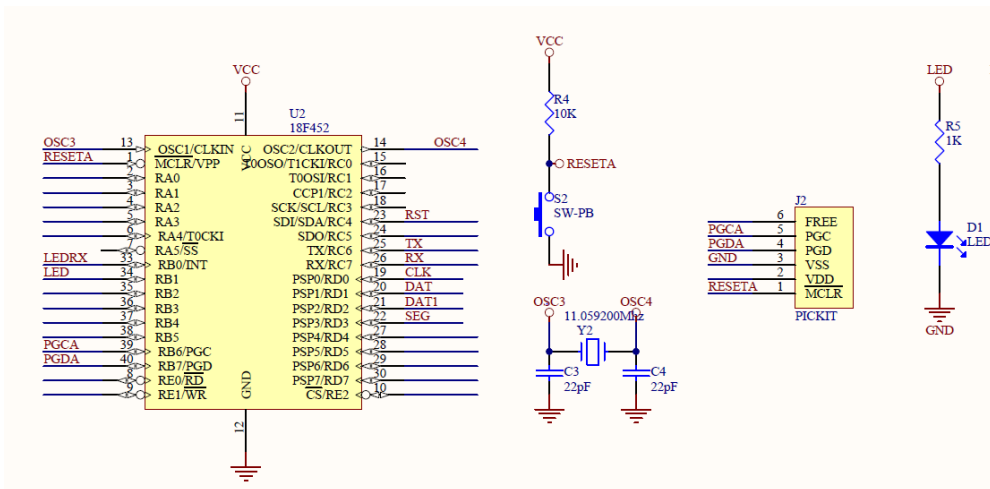 VCC
11
U2
18F452
OSC3 13 OSC1/CLKIN VCC OSC2/CLKOUT 14 OSC4
RESETA 1 MCLR/VPP T0OSO/T1CKI/RC0 15
2 RA0 T0OSI/RC1 16
3 RA1 CCP1/RC2 17
4 RA2 SCK/SCL/RC3 18
5 RA3 SDI/SDA/RC4 23 RST
6 RA4/T0CKI SDO/RC5 24
7 RA5/SS TX/RC6 25 TX
LEDRX 33 RB0/INT RX/RC7 26 RX
LED 34 RB1 PSP0/RD0 19 CLK
35 RB2 PSP1/RD1 20 DAT
36 RB3 PSP2/RD2 21 DAT1
37 RB4 PSP3/RD3 22 SEG
38 RB5 PSP4/RD4 27
PGCA 39 RB6/PGC PSP5/RD5 28
PGDA 40 RB7/PGD PSP6/RD6 29
8 RE0/RD PSP7/RD7 30
9 RE1/WR GND CS/RE2 10
12
VCC
R4
10K
RESETA
S2
SW-PB
OSC3 OSC4
11.059200Mhz
Y2
C3 C4
22pF 22pF
J2
6 FREE
PGCA 5 PGC
PGDA 4 PGD
GND 3 VSS
2 VDD
RESETA 1 MCLR
PICKIT
LED
R5
1K
D1
LED
GND